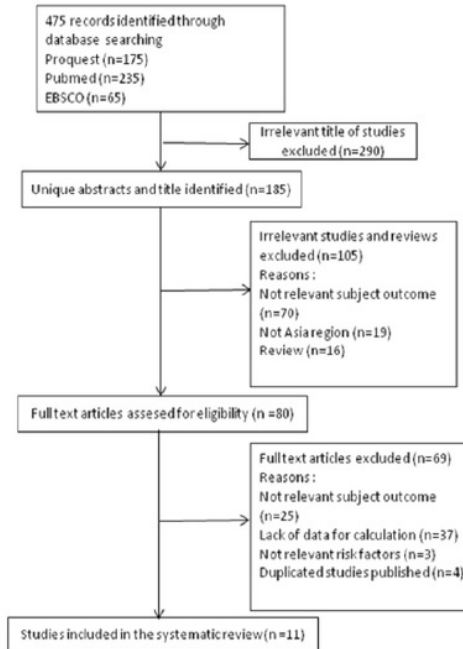 475 records identified through
database searching
Proquest (n=175)
Pubmed (n=235)
EBSCO (n=65)
Irrelevant title of studies
excluded (n=290)
Unique abstracts and title identified (n=185)
Irrelevant studies and reviews
excluded (n=105)
Reasons :
Not relevant subject outcome
(n=70)
Not Asia region (n=19)
Review (n=16)
Full text articles assesed for eligibility (n =80)
Full text articles excluded (n=69)
Reasons :
Not relevant subject outcome
(n=25)
Lack of data for calculation (n=37)
Not relevant risk factors (n=3)
Duplicated studies published (n=4)
Studies included in the systematic review (n =11)